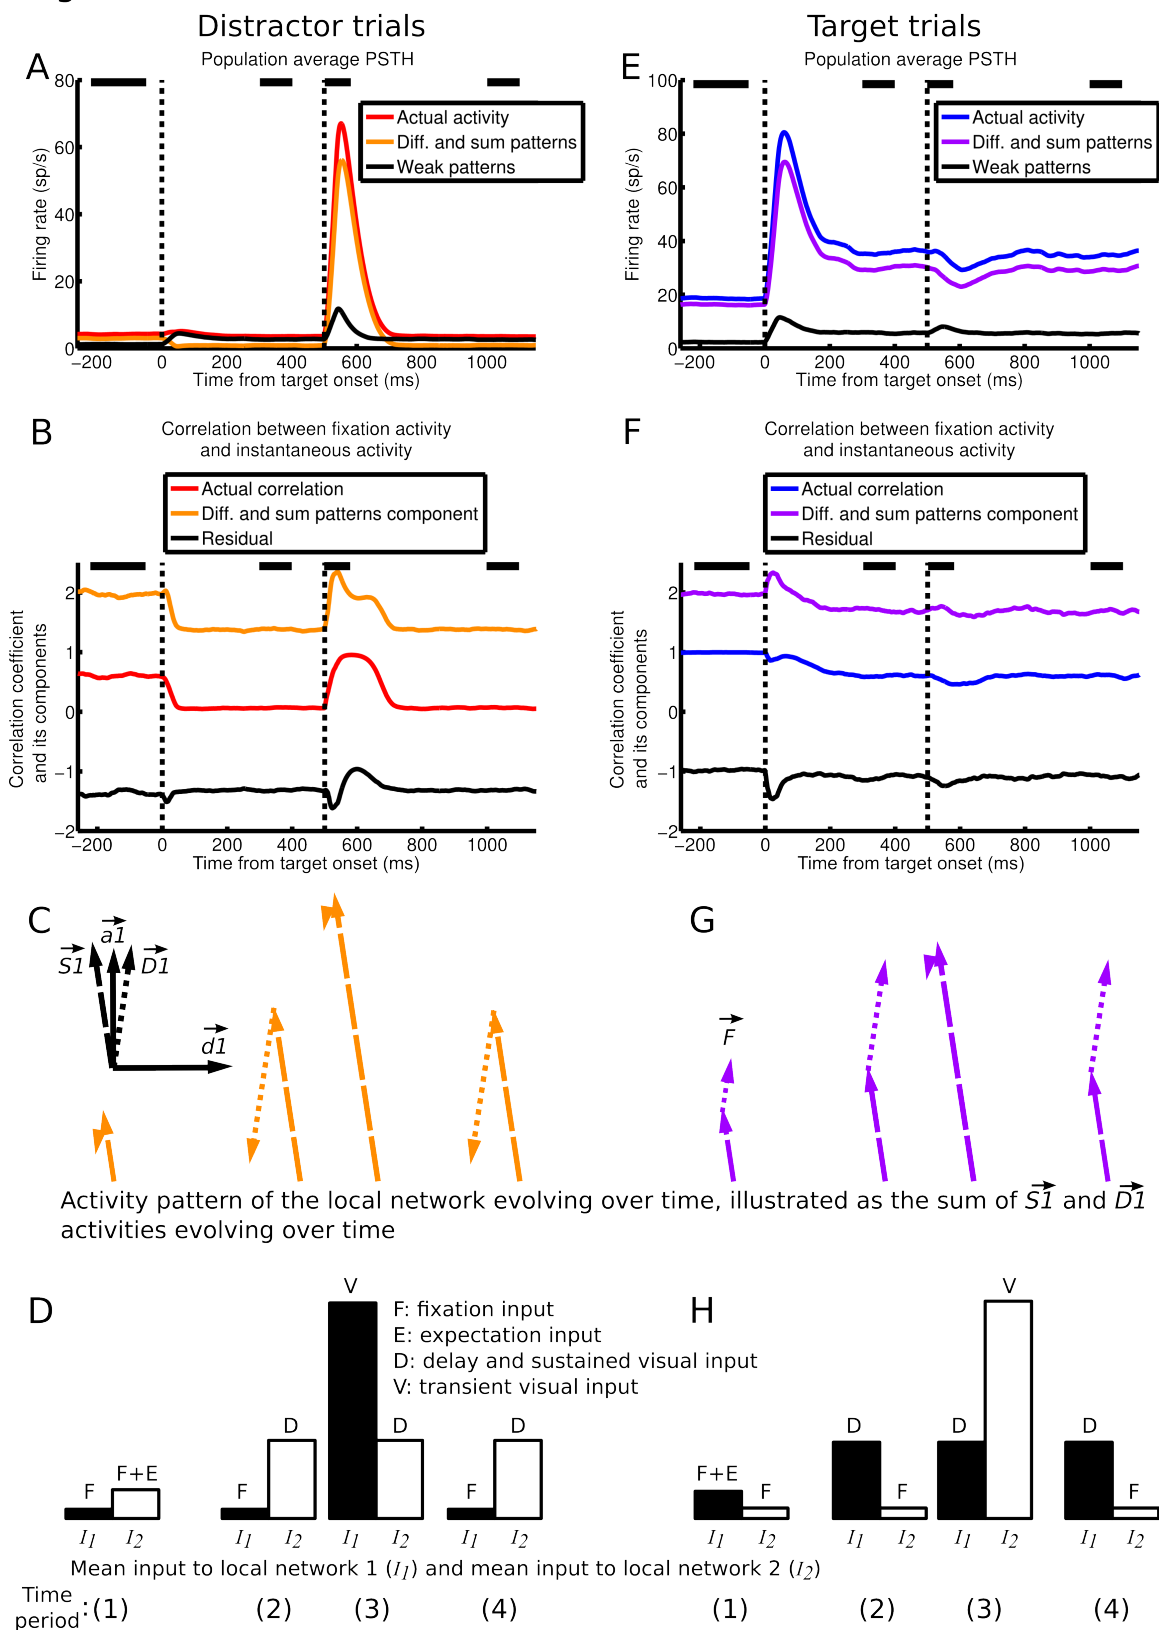 Distractor trials
Target trials
A
Population average PSTH
80
60
40
20
0
Firing rate (sp/s)
Actual activity
Diff. and sum patterns
Weak patterns
−200 0 200 400 600 800 1000
Time from target onset (ms)
E
Population average PSTH
100
80
60
40
20
0
Firing rate (sp/s)
Actual activity
Diff. and sum patterns
Weak patterns
−200 0 200 400 600 800 1000
Time from target onset (ms)
B
Correlation between fixation activity
and instantaneous activity
Actual correlation
Diff. and sum patterns component
Residual
2
1
0
−1
−2
Correlation coefficient
and its components
−200 0 200 400 600 800 1000
Time from target onset (ms)
F
Correlation between fixation activity
and instantaneous activity
Actual correlation
Diff. and sum patterns component
Residual
2
1
0
−1
−2
Correlation coefficient
and its components
−200 0 200 400 600 800 1000
Time from target onset (ms)
C
S1
a1
D1
d1
G
F
Activity pattern of the local network evolving over time, illustrated as the sum of S1 and D1
activities evolving over time
D
F: fixation input
E: expectation input
D: delay and sustained visual input
V: transient visual input
F F+E F D V D F D
I1 I2 I1 I2 I1 I2 I1 I2
H
F+E F D F D V D F
I1 I2 I1 I2 I1 I2 I1 I2
Mean input to local network 1 (I1) and mean input to local network 2 (I2)
Time
period : (1) (2) (3) (4) (1) (2) (3) (4)